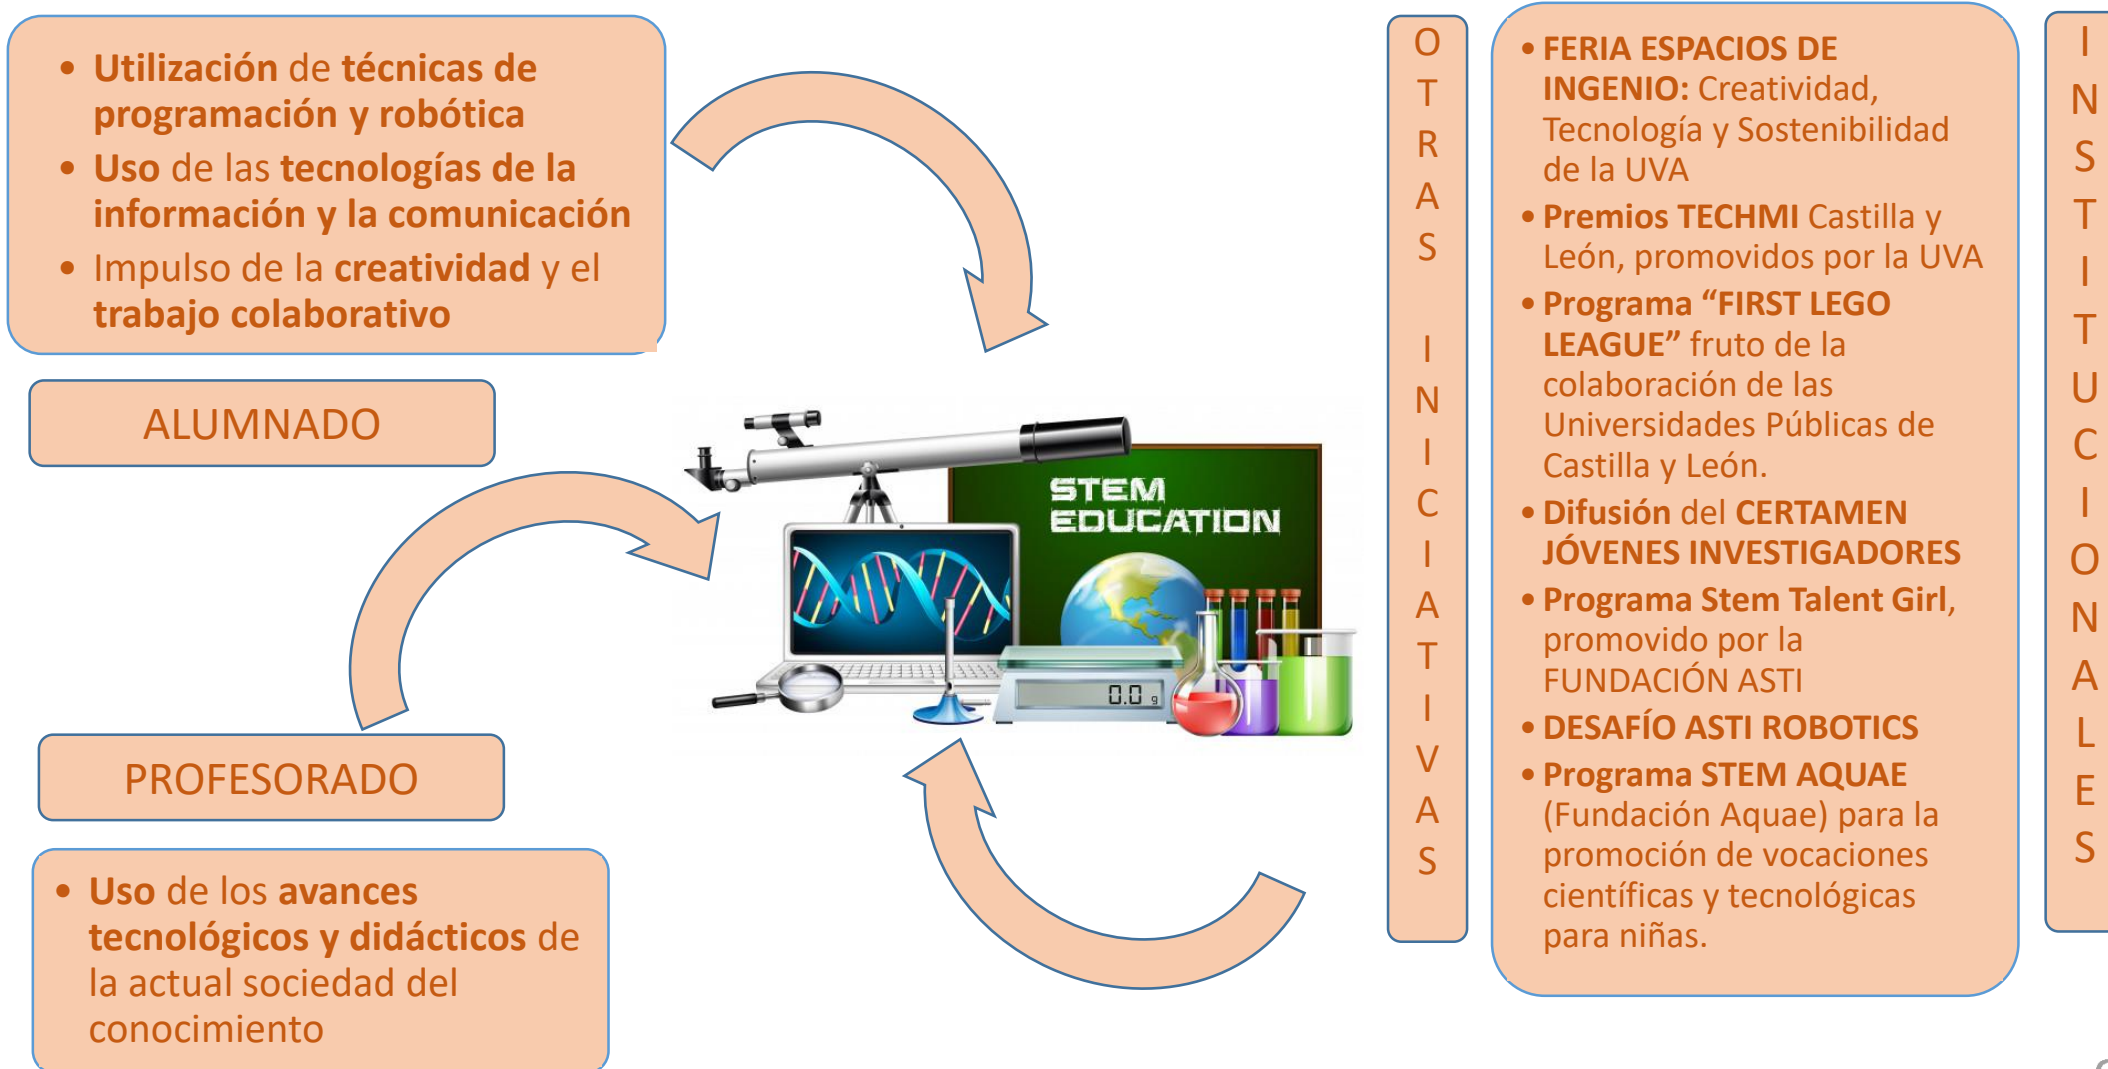 • Utilización de técnicas de
programación y robótica
• Uso de las tecnologías de la
información y la comunicación
• Impulso de la creatividad y el
trabajo colaborativo
ALUMNADO
PROFESORADO
• Uso de los avances
tecnológicos y didácticos de
la actual sociedad del
conocimiento
STEM
EDUCATION
0.0 g
OTRAS INICIATIVAS
• FERIA ESPACIOS DE
INGENIO: Creatividad,
Tecnología y Sostenibilidad
de la UVA
• Premios TECHMI Castilla y
León, promovidos por la UVA
• Programa “FIRST LEGO
LEAGUE” fruto de la
colaboración de las
Universidades Públicas de
Castilla y León.
• Difusión del CERTAMEN
JÓVENES INVESTIGADORES
• Programa Stem Talent Girl,
promovido por la
FUNDACIÓN ASTI
• DESAFÍO ASTI ROBOTICS
• Programa STEM AQUAE
(Fundación Aquae) para la
promoción de vocaciones
científicas y tecnológicas
para niñas.
INSTITUCIONALES